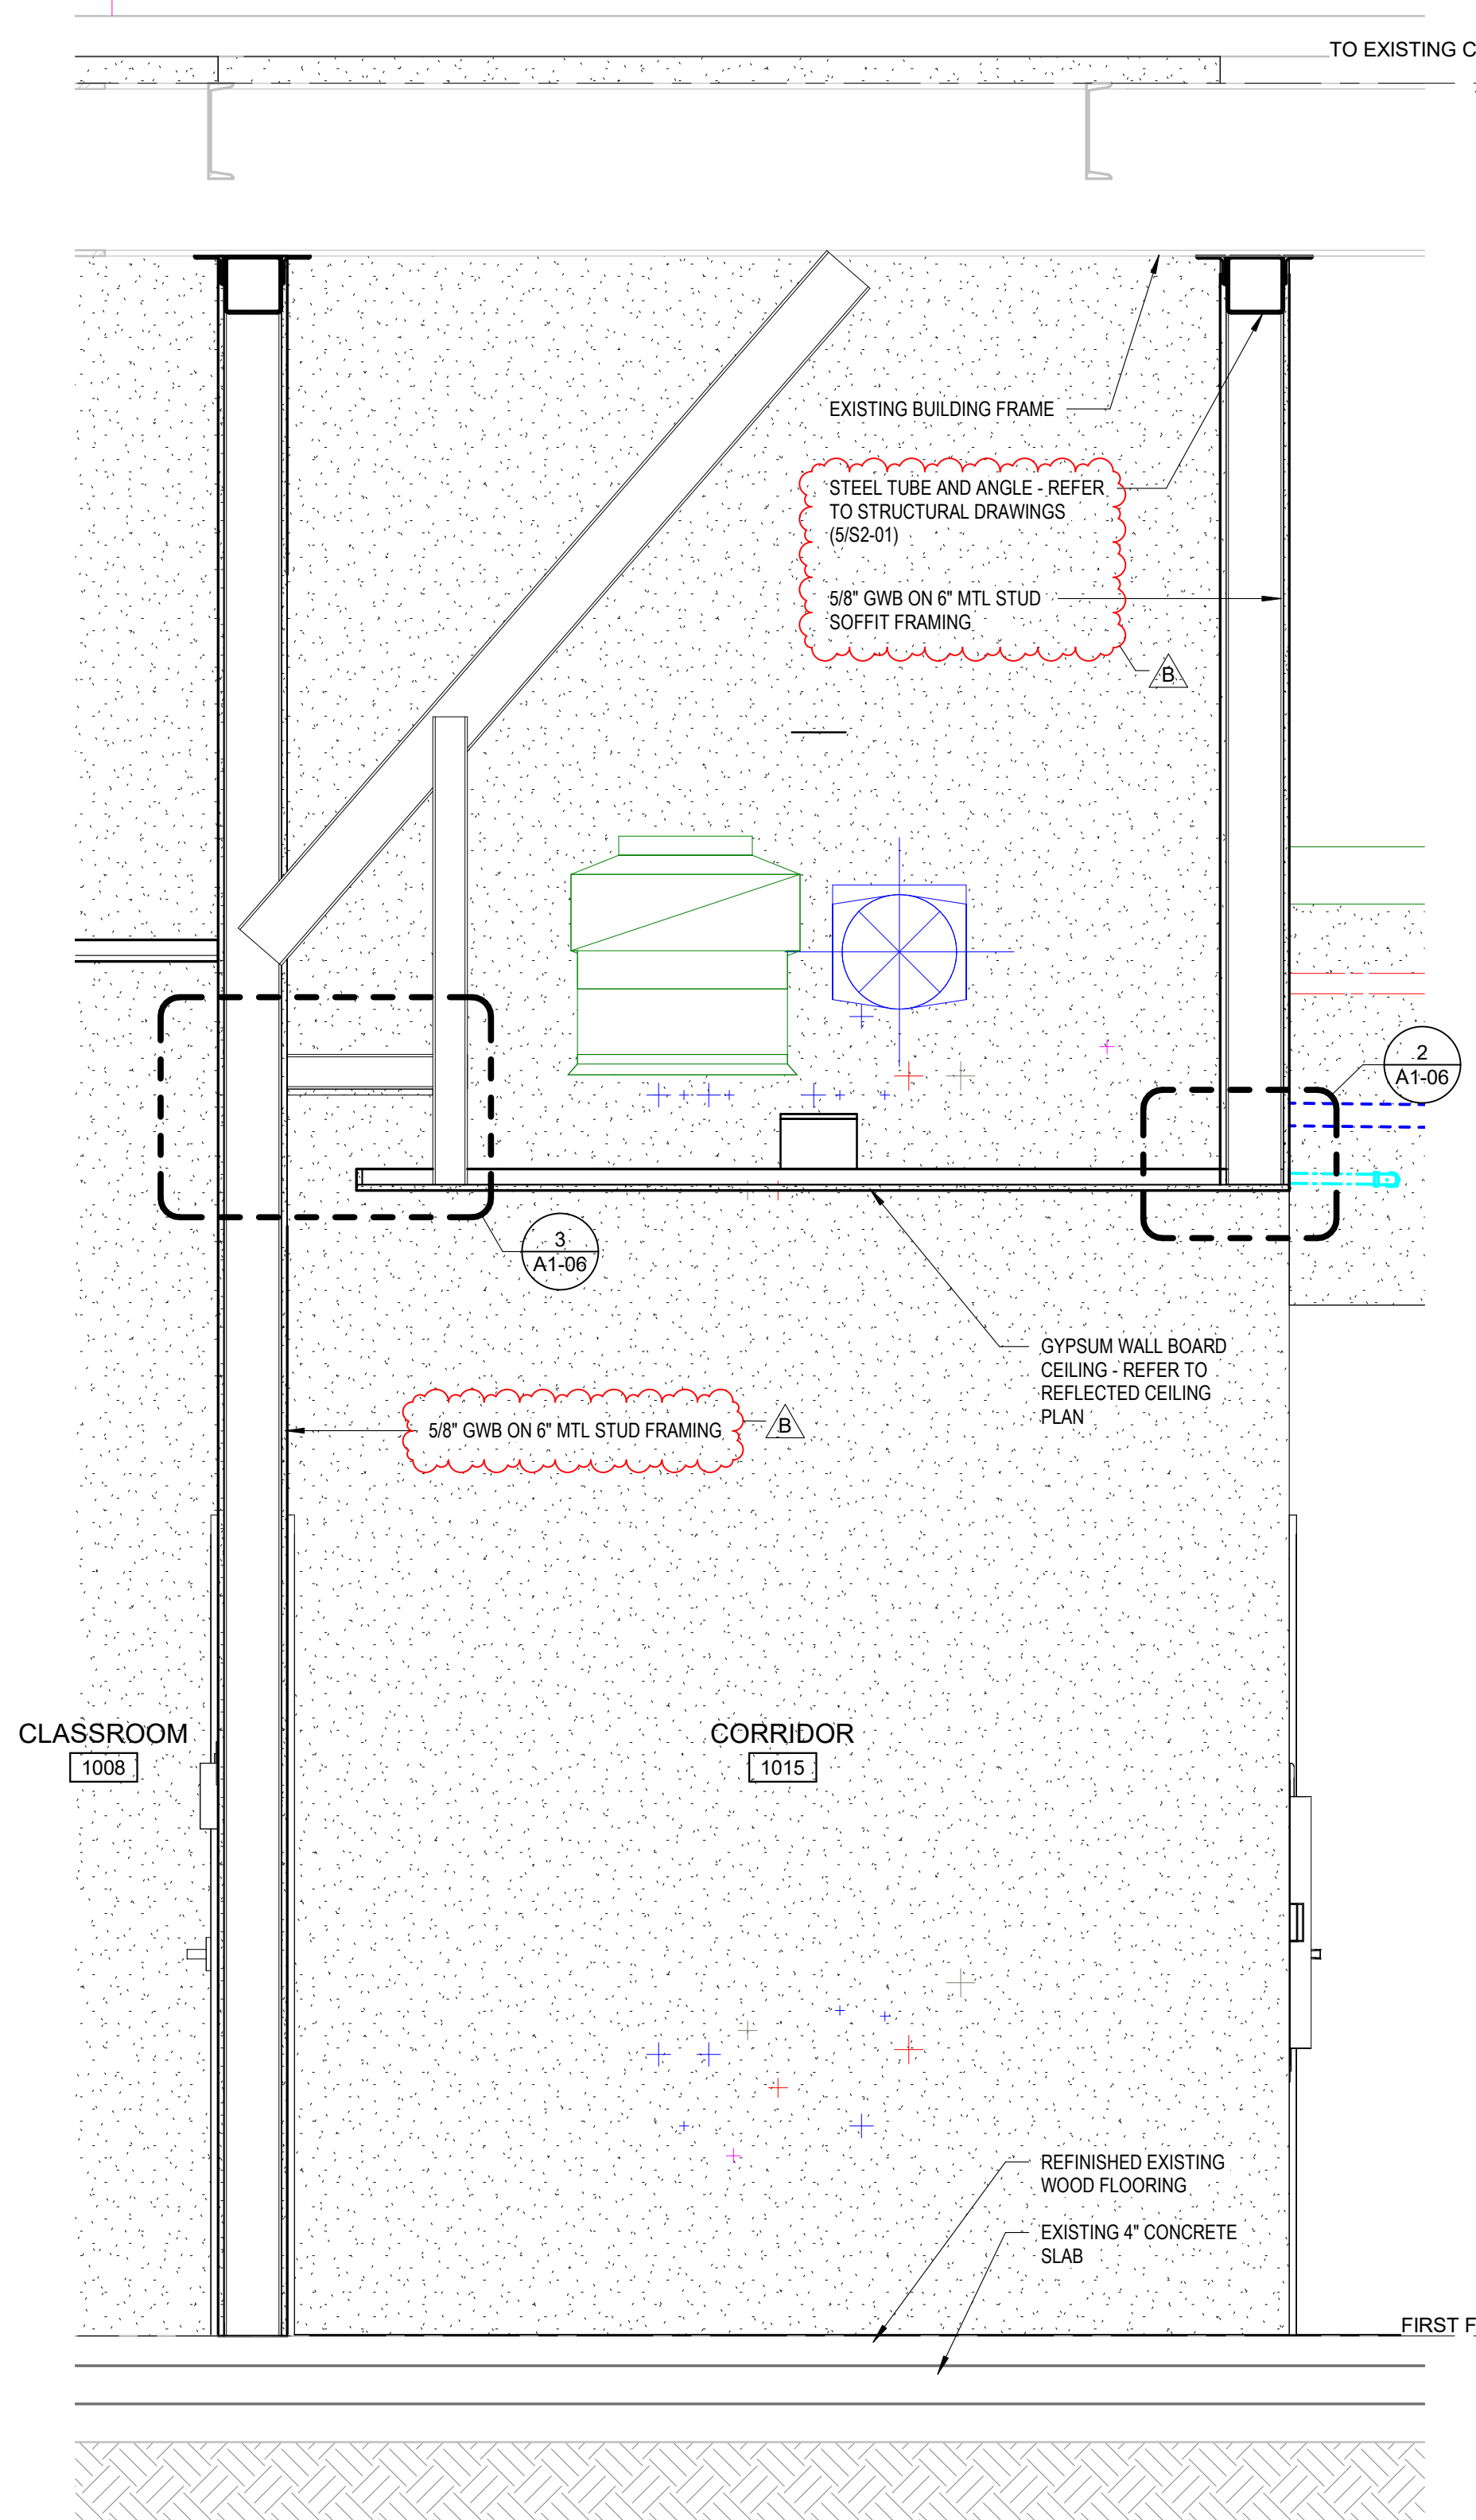 TO EXISTING C
EXISTING BUILDING FRAME
STEEL TUBE AND ANGLE - REFER
TO STRUCTURAL DRAWINGS
(5/S2-01)
5/8" GWB ON 6" MTL STUD
SOFFIT FRAMING
B
2
A1-06
3
A1-06
GYPSUM WALL BOARD
CEILING - REFER TO
REFLECTED CEILING
PLAN
5/8" GWB ON 6" MTL STUD FRAMING
B
CLASSROOM
1008
CORRIDOR
1015
REFINISHED EXISTING
WOOD FLOORING
EXISTING 4" CONCRETE
SLAB
FIRST F